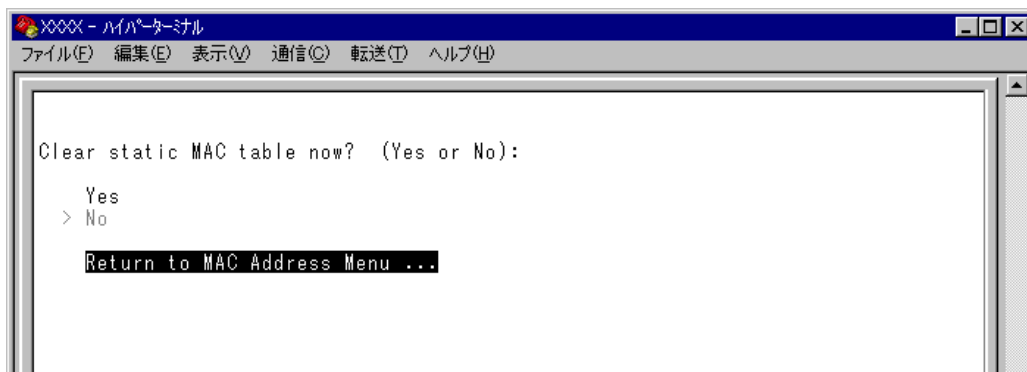 XXXX - ハイパーターミナル
ファイル(F) 編集(E) 表示(V) 通信(C) 転送(T) ヘルプ(H)
Clear static MAC table now? (Yes or No):
Yes
> No
Return to MAC Address Menu ...